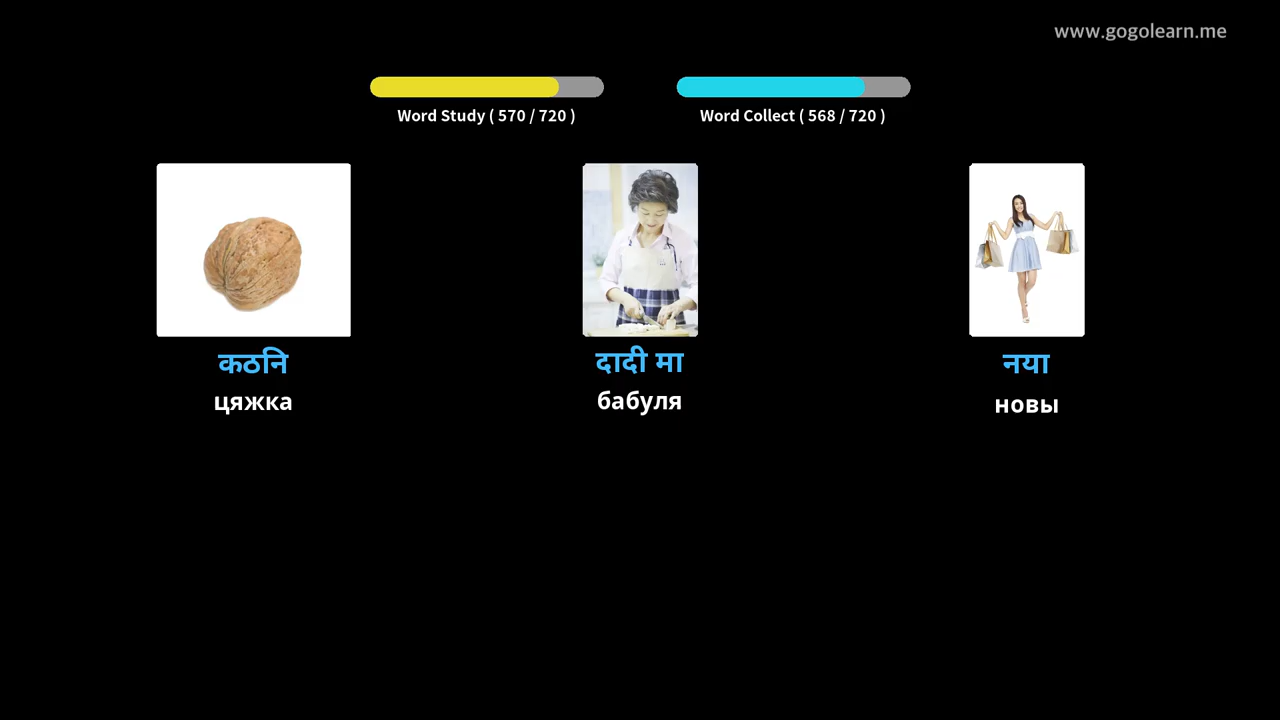 www.gogolearn.me
Word Study ( 570 / 720 )
Word Collect ( 568 / 720 )
कठनि
दादी मा
नया
цяжка
бабуля
новы